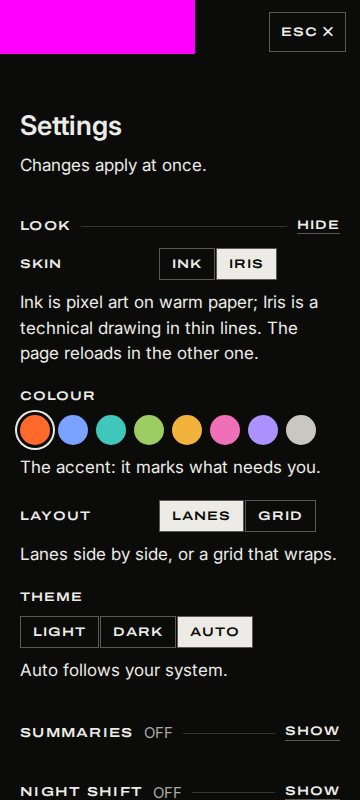 ESC ✕
Settings
Changes apply at once.
LOOK HIDE
SKIN INK IRIS
Ink is pixel art on warm paper; Iris is a
technical drawing in thin lines. The
page reloads in the other one.
COLOUR
The accent: it marks what needs you.
LAYOUT LANES GRID
Lanes side by side, or a grid that wraps.
THEME
LIGHT DARK AUTO
Auto follows your system.
SUMMARIES OFF SHOW
NIGHT SHIFT OFF SHOW